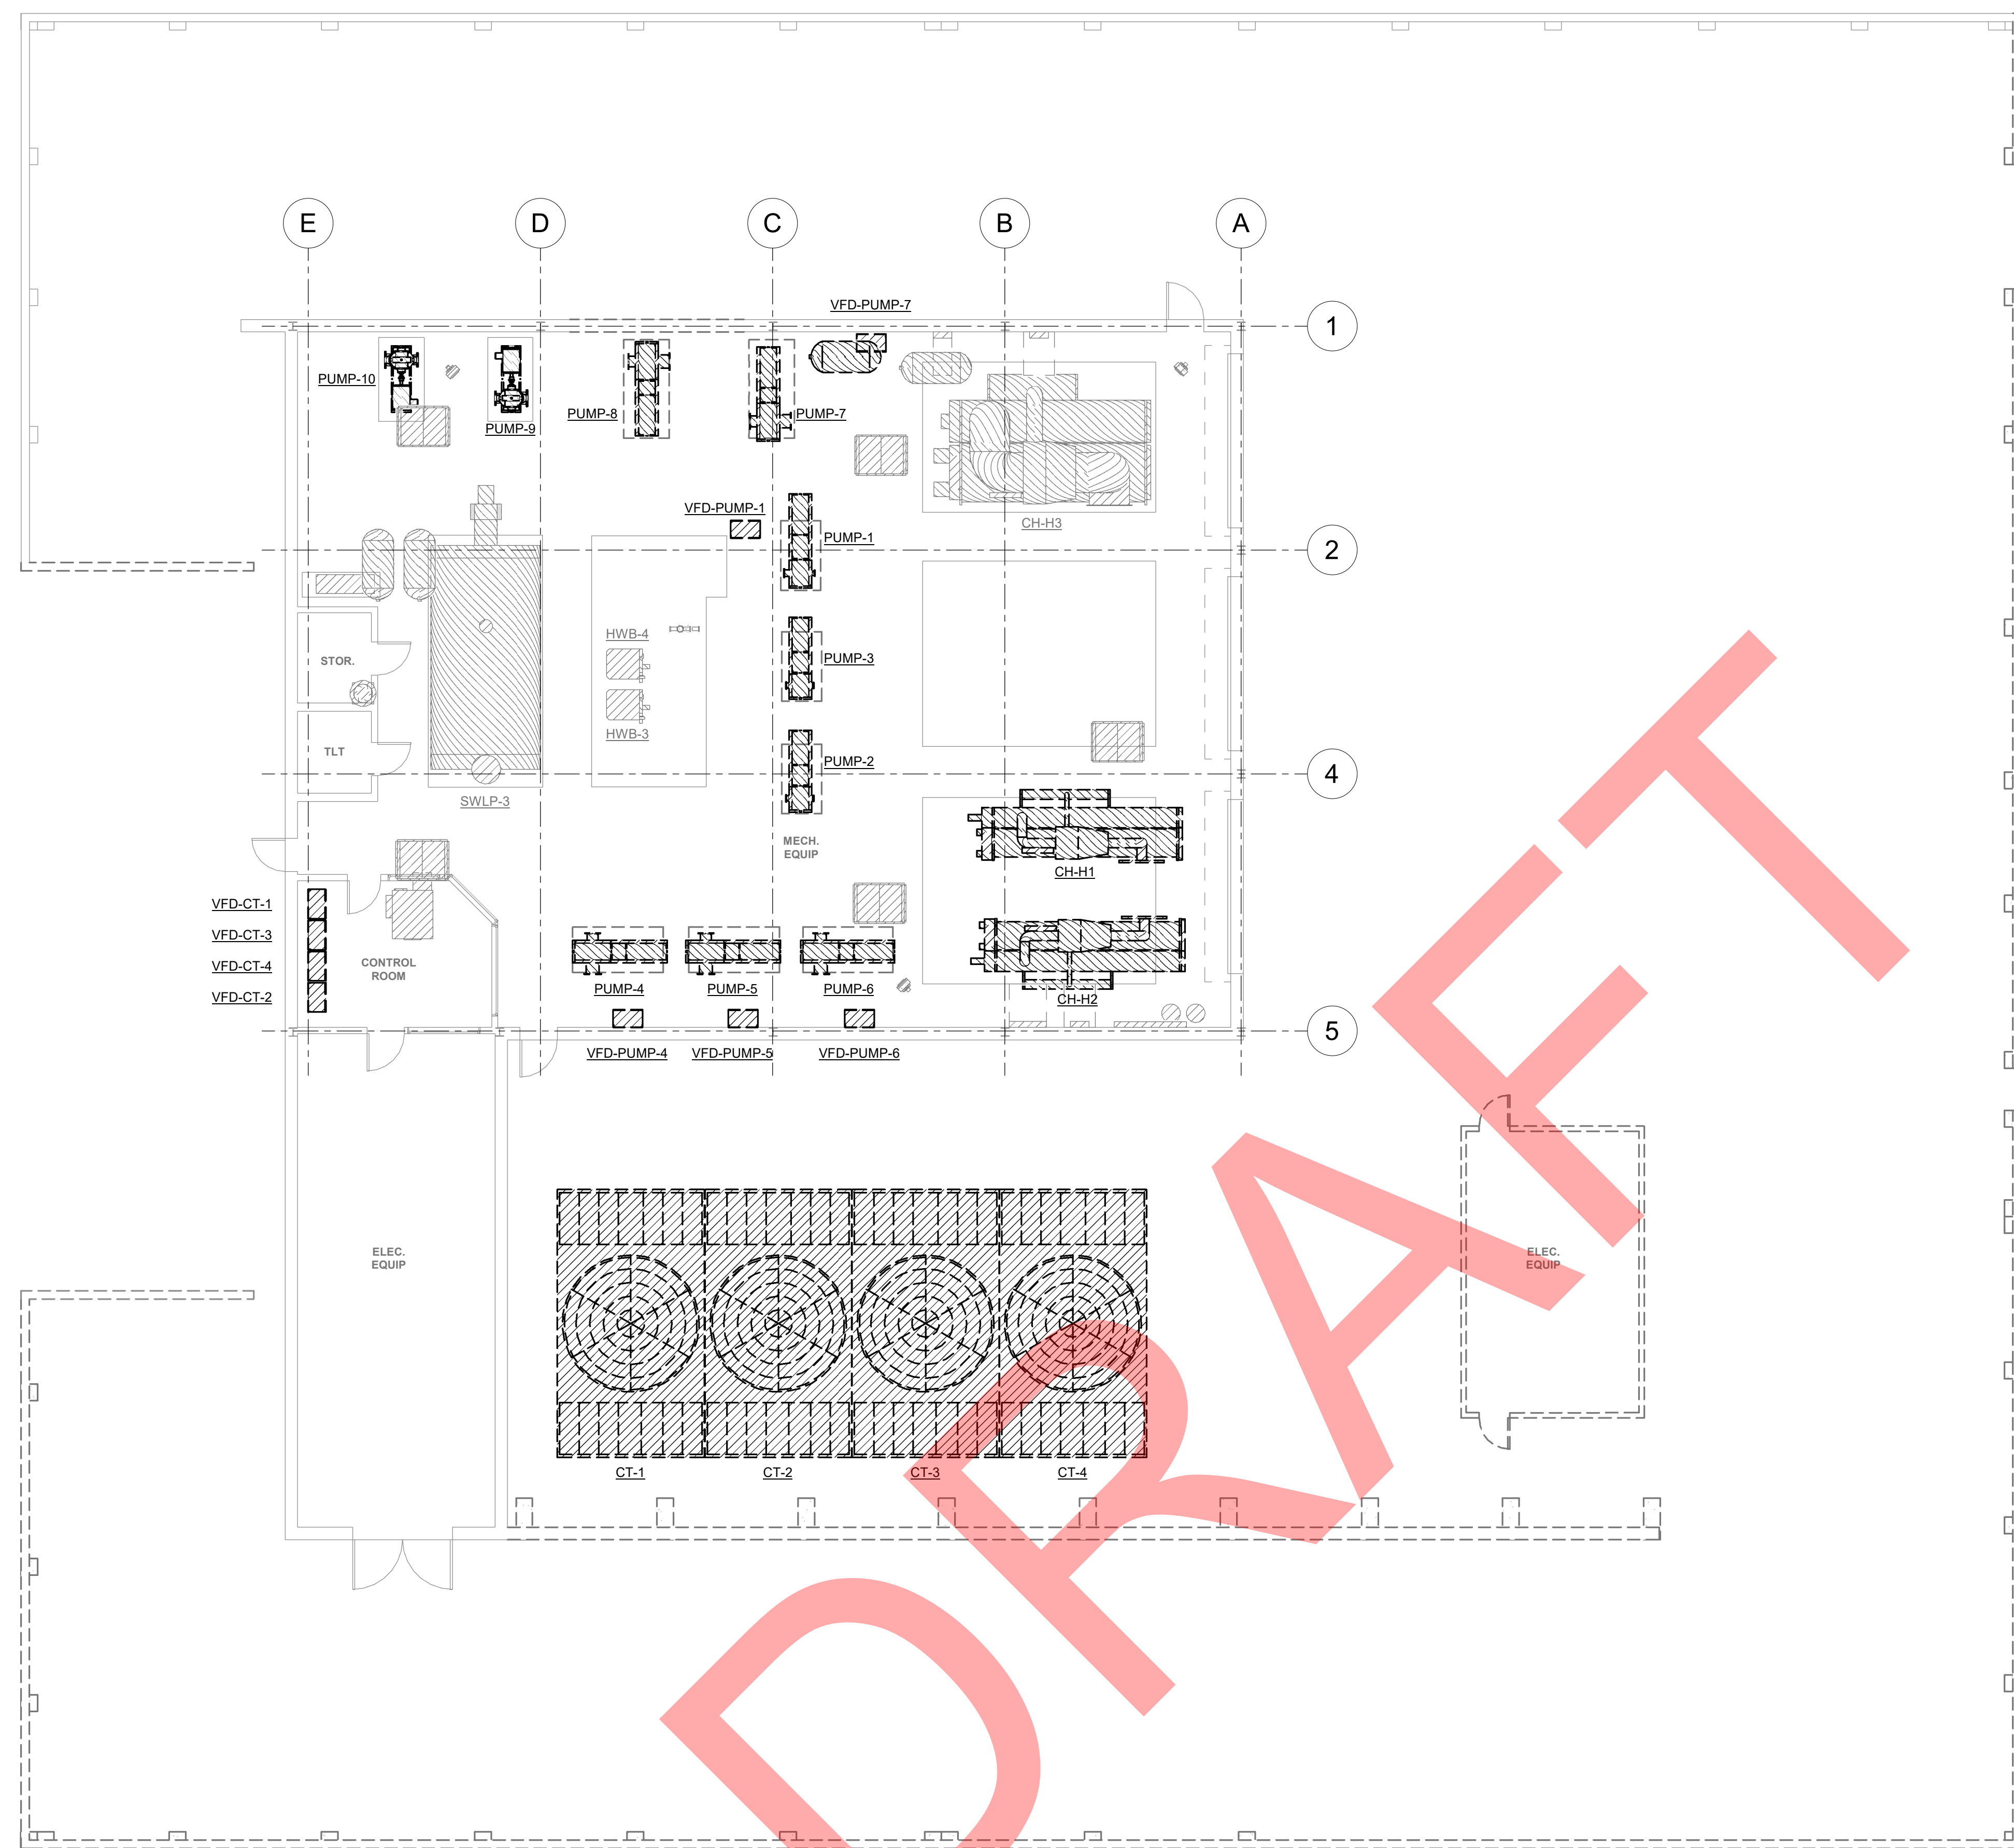 E
D
C
B
A
VFD-PUMP-7
1
PUMP-10
PUMP-9
PUMP-8
PUMP-7
VFD-PUMP-1
PUMP-1
CH-H3
2
HWB-4
STOR.
PUMP-3
HWB-3
TLT
PUMP-2
4
SWLP-3
MECH.
EQUIP
CH-H1
VFD-CT-1
VFD-CT-3
VFD-CT-4
VFD-CT-2
CONTROL
ROOM
PUMP-4
PUMP-5
PUMP-6
CH-H2
5
VFD-PUMP-4
VFD-PUMP-5
VFD-PUMP-6
ELEC.
EQUIP
ELEC.
EQUIP
CT-1
CT-2
CT-3
CT-4
DRAFT